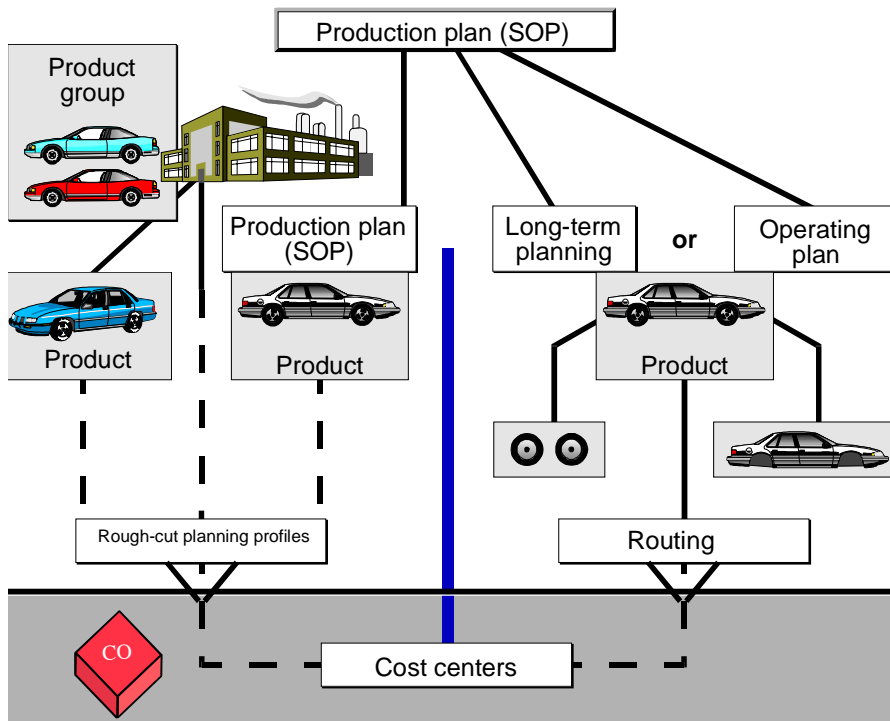 Production plan (SOP)
Product
group
Production plan
(SOP)
Long-term
planning
or
Operating
plan
Product
Product
Product
Rough-cut planning profiles
Routing
CO
Cost centers